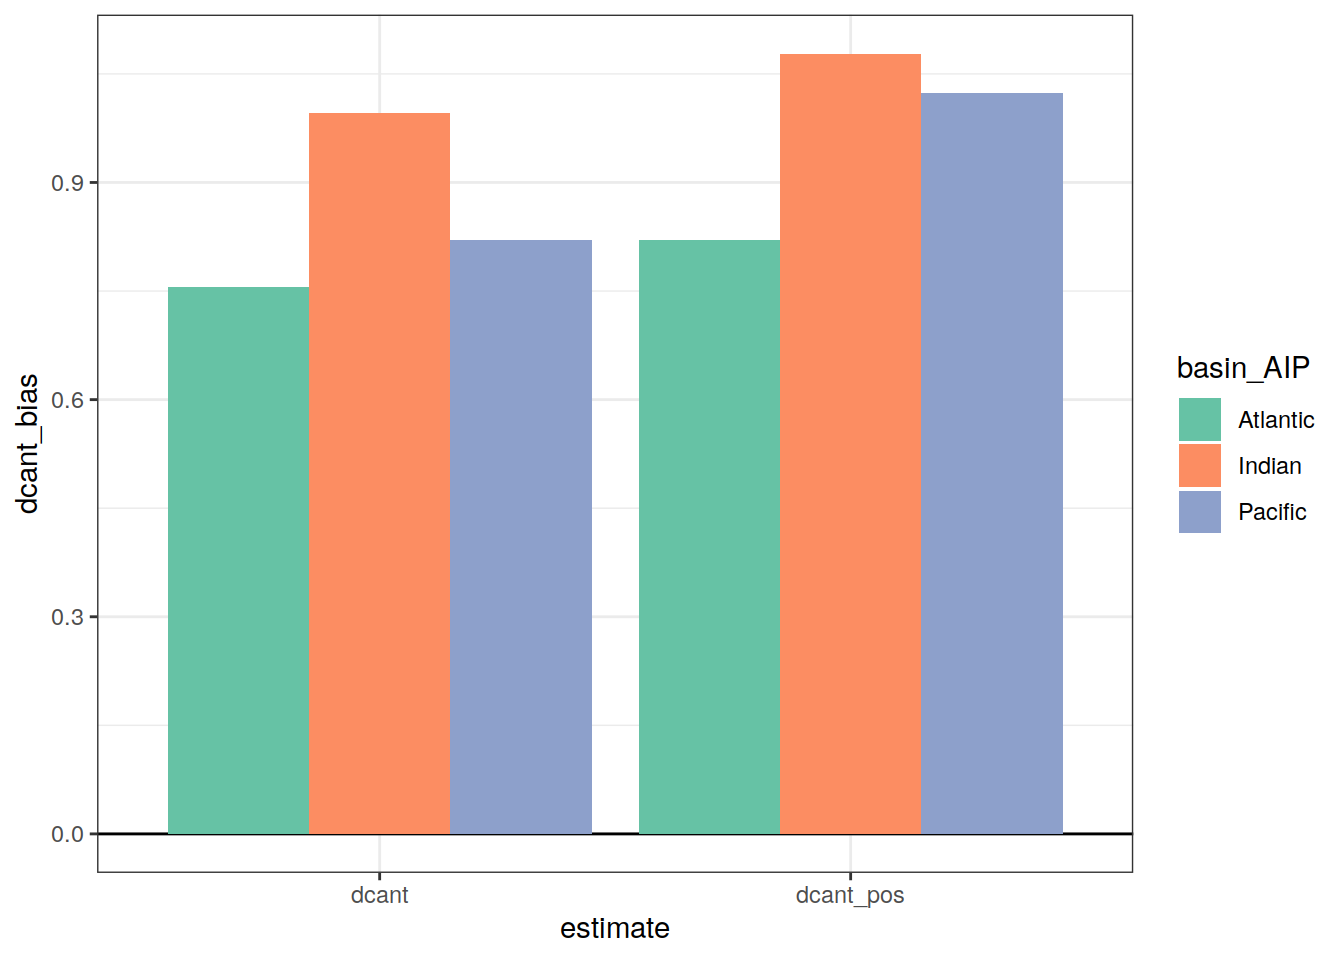 dcant_bias
0.9
0.6
0.3
0.0
dcant
dcant_pos
estimate
basin_AIP
Atlantic
Indian
Pacific